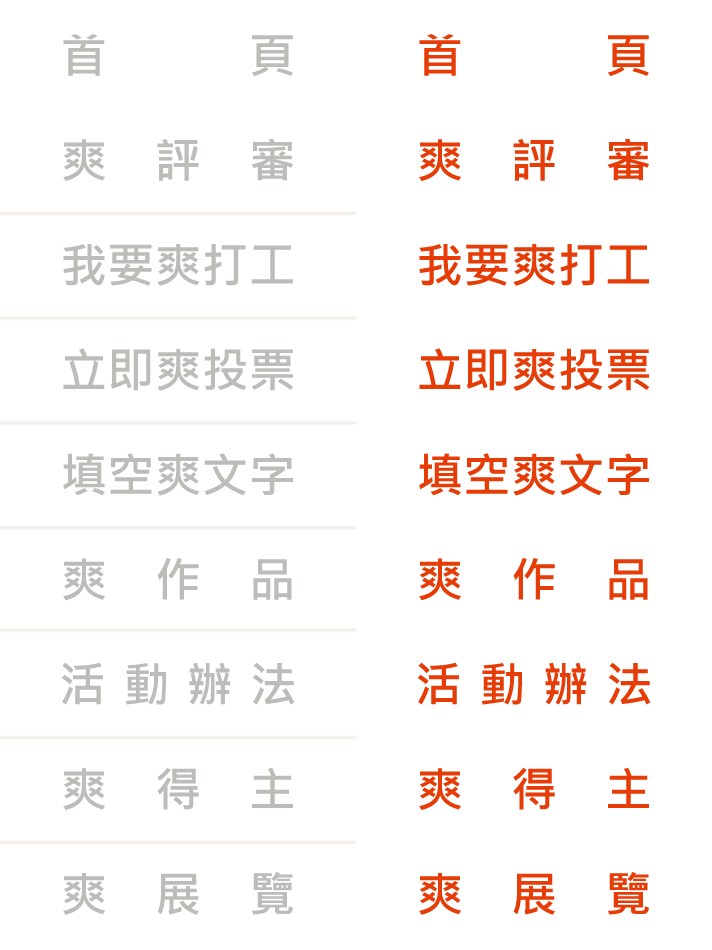 首頁 首頁
爽評審 爽評審
我要爽打工 我要爽打工
立即爽投票 立即爽投票
填空爽文字 填空爽文字
爽作品 爽作品
活動辦法 活動辦法
爽得主 爽得主
爽展覽 爽展覽